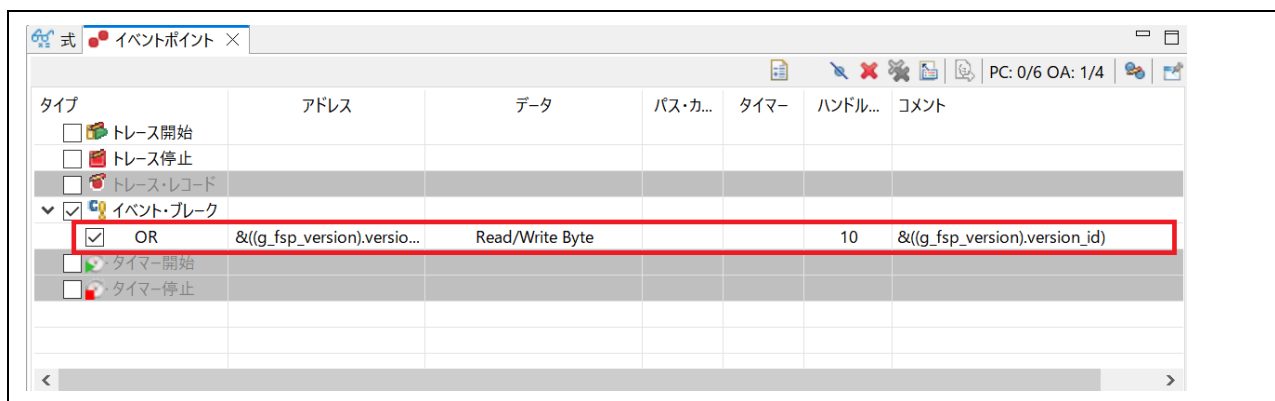 式 イベントポイント
PC: 0/6 OA: 1/4
タイプ アドレス データ パス・カ... タイマー ハンドル... コメント
トレース開始
トレース停止
トレース・レコード
イベント・ブレーク
OR &((g_fsp_version).versio... Read/Write Byte 10 &((g_fsp_version).version_id)
タイマー開始
タイマー停止